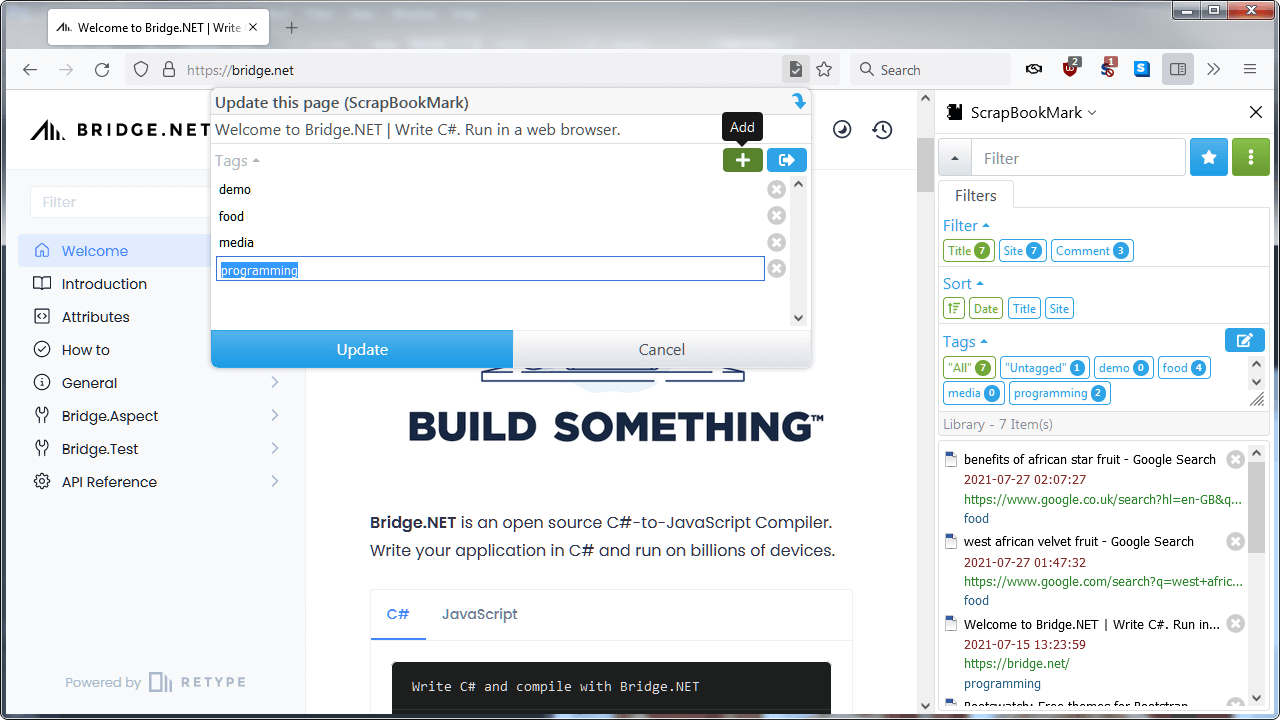 Welcome to Bridge.NET | Write
https://bridge.net
Search
2
1
BRIDGE.NET
Filter
Welcome
Introduction
Attributes
How to
General
Bridge.Aspect
Bridge.Test
API Reference
Powered by RETYPE
Update this page (ScrapBookMark)
Welcome to Bridge.NET | Write C#. Run in a web browser.
Add
Tags
demo
food
media
programming
Update
Cancel
BUILD SOMETHING™
Bridge.NET is an open source C#-to-JavaScript Compiler.
Write your application in C# and run on billions of devices.
C# JavaScript
Write C# and compile with Bridge.NET
ScrapBookMark
Filter
Filters
Filter
Title 7 Site 7 Comment 3
Sort
Date Title Site
Tags
"All" 7 "Untagged" 1 demo 0 food 4
media 0 programming 2
Library - 7 Item(s)
benefits of african star fruit - Google Search
2021-07-27 02:07:27
https://www.google.co.uk/search?hl=en-GB&q...
food
west african velvet fruit - Google Search
2021-07-27 01:47:32
https://www.google.com/search?q=west+afric...
food
Welcome to Bridge.NET | Write C#. Run in...
2021-07-15 13:23:59
https://bridge.net/
programming
Bootswatch: Free themes for Bootstrap